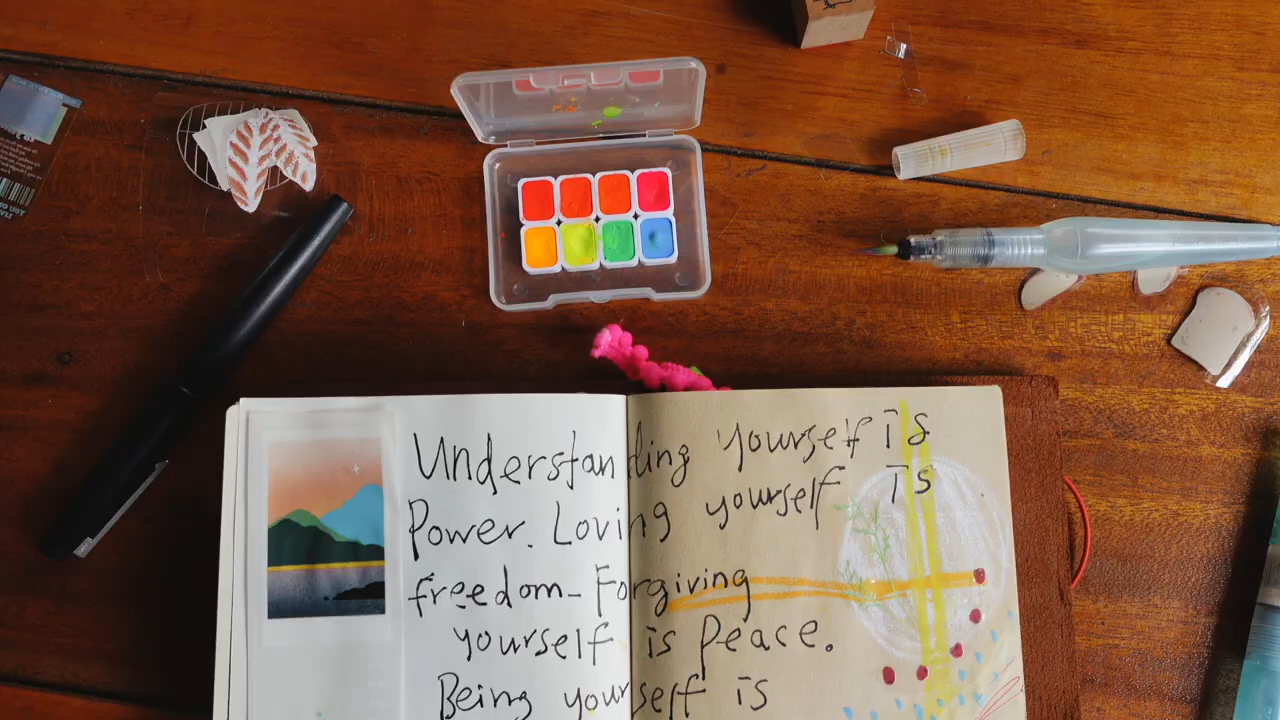 Understanding yourself is
Power. Loving yourself is
freedom- Forgiving
yourself is Peace.
Being yourself is